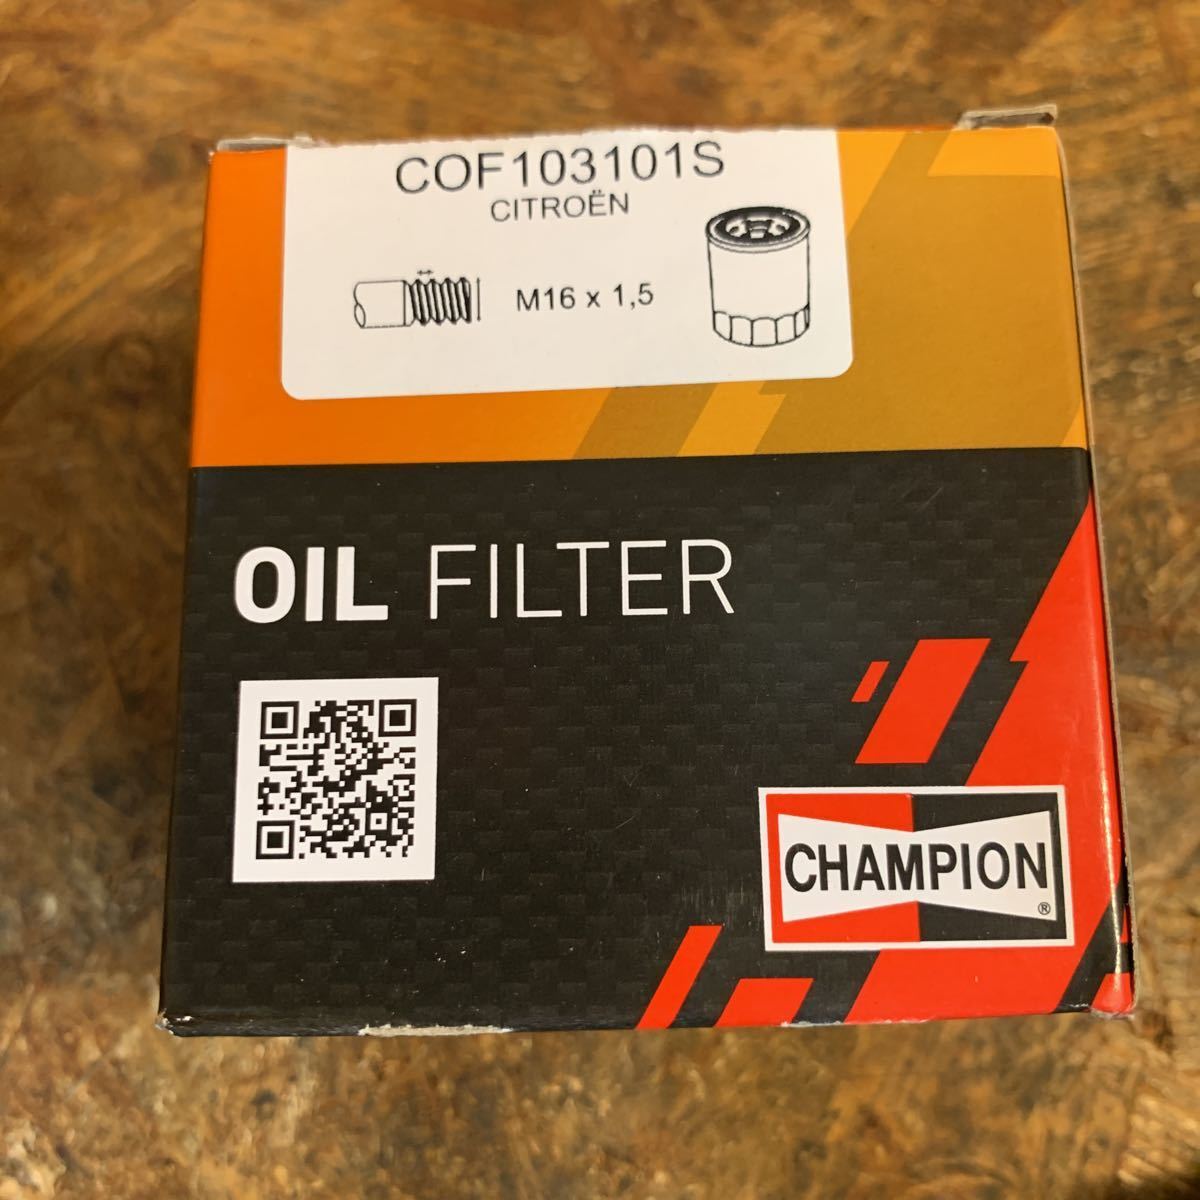 COF103101S
CITROËN
M16 x 1,5
OIL FILTER
CHAMPION
®